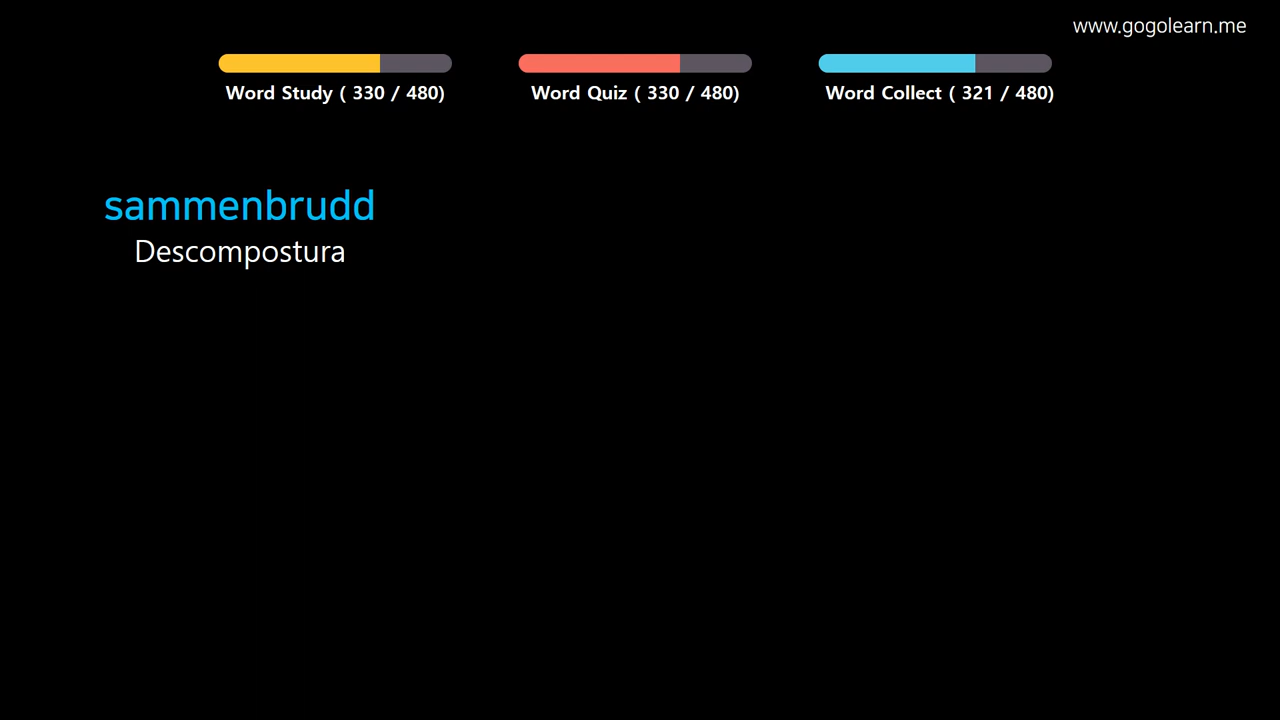 www.gogolearn.me
Word Study ( 330 / 480)
Word Quiz ( 330 / 480)
Word Collect ( 321 / 480)
sammenbrudd
Descompostura